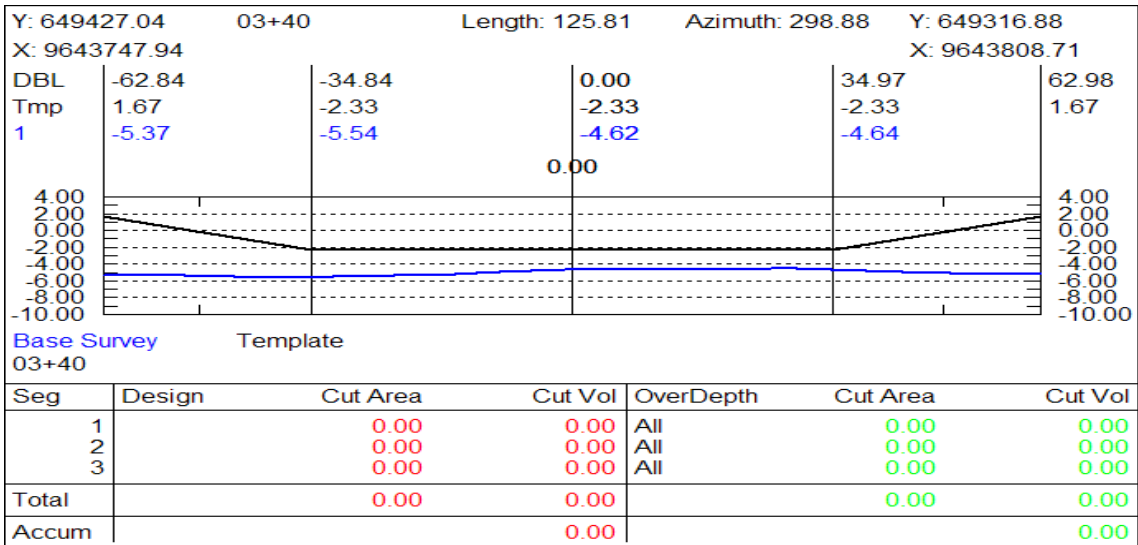 Y: 649427.04 03+40 Length: 125.81 Azimuth: 298.88 Y: 649316.88
X: 9643747.94 X: 9643808.71
DBL -62.84 -34.84 0.00 34.97 62.98
Tmp 1.67 -2.33 -2.33 -2.33 1.67
1 -5.37 -5.54 -4.62 -4.64
0.00
4.00 4.00
2.00 2.00
0.00 0.00
-2.00 -2.00
-4.00 -4.00
-6.00 -6.00
-8.00 -8.00
-10.00 -10.00
Base Survey Template
03+40
Seg Design Cut Area Cut Vol OverDepth Cut Area Cut Vol
1 0.00 0.00 All 0.00 0.00
2 0.00 0.00 All 0.00 0.00
3 0.00 0.00 All 0.00 0.00
Total 0.00 0.00 0.00 0.00
Accum 0.00 0.00